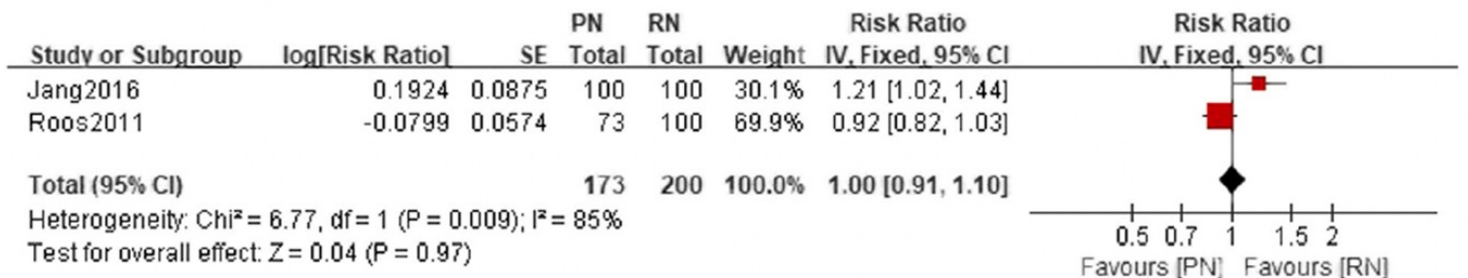 PN RN Risk Ratio Risk Ratio
Study or Subgroup log[Risk Ratio] SE Total Total Weight IV, Fixed, 95% CI IV, Fixed, 95% CI
Jang2016 0.1924 0.0875 100 100 30.1% 1.21 [1.02, 1.44]
Roos2011 -0.0799 0.0574 73 100 69.9% 0.92 [0.82, 1.03]
Total (95% CI) 173 200 100.0% 1.00 [0.91, 1.10]
Heterogeneity: Chi² = 6.77, df = 1 (P = 0.009); I² = 85%
Test for overall effect: Z = 0.04 (P = 0.97)
0.5 0.7 1 1.5 2
Favours [PN] Favours [RN]